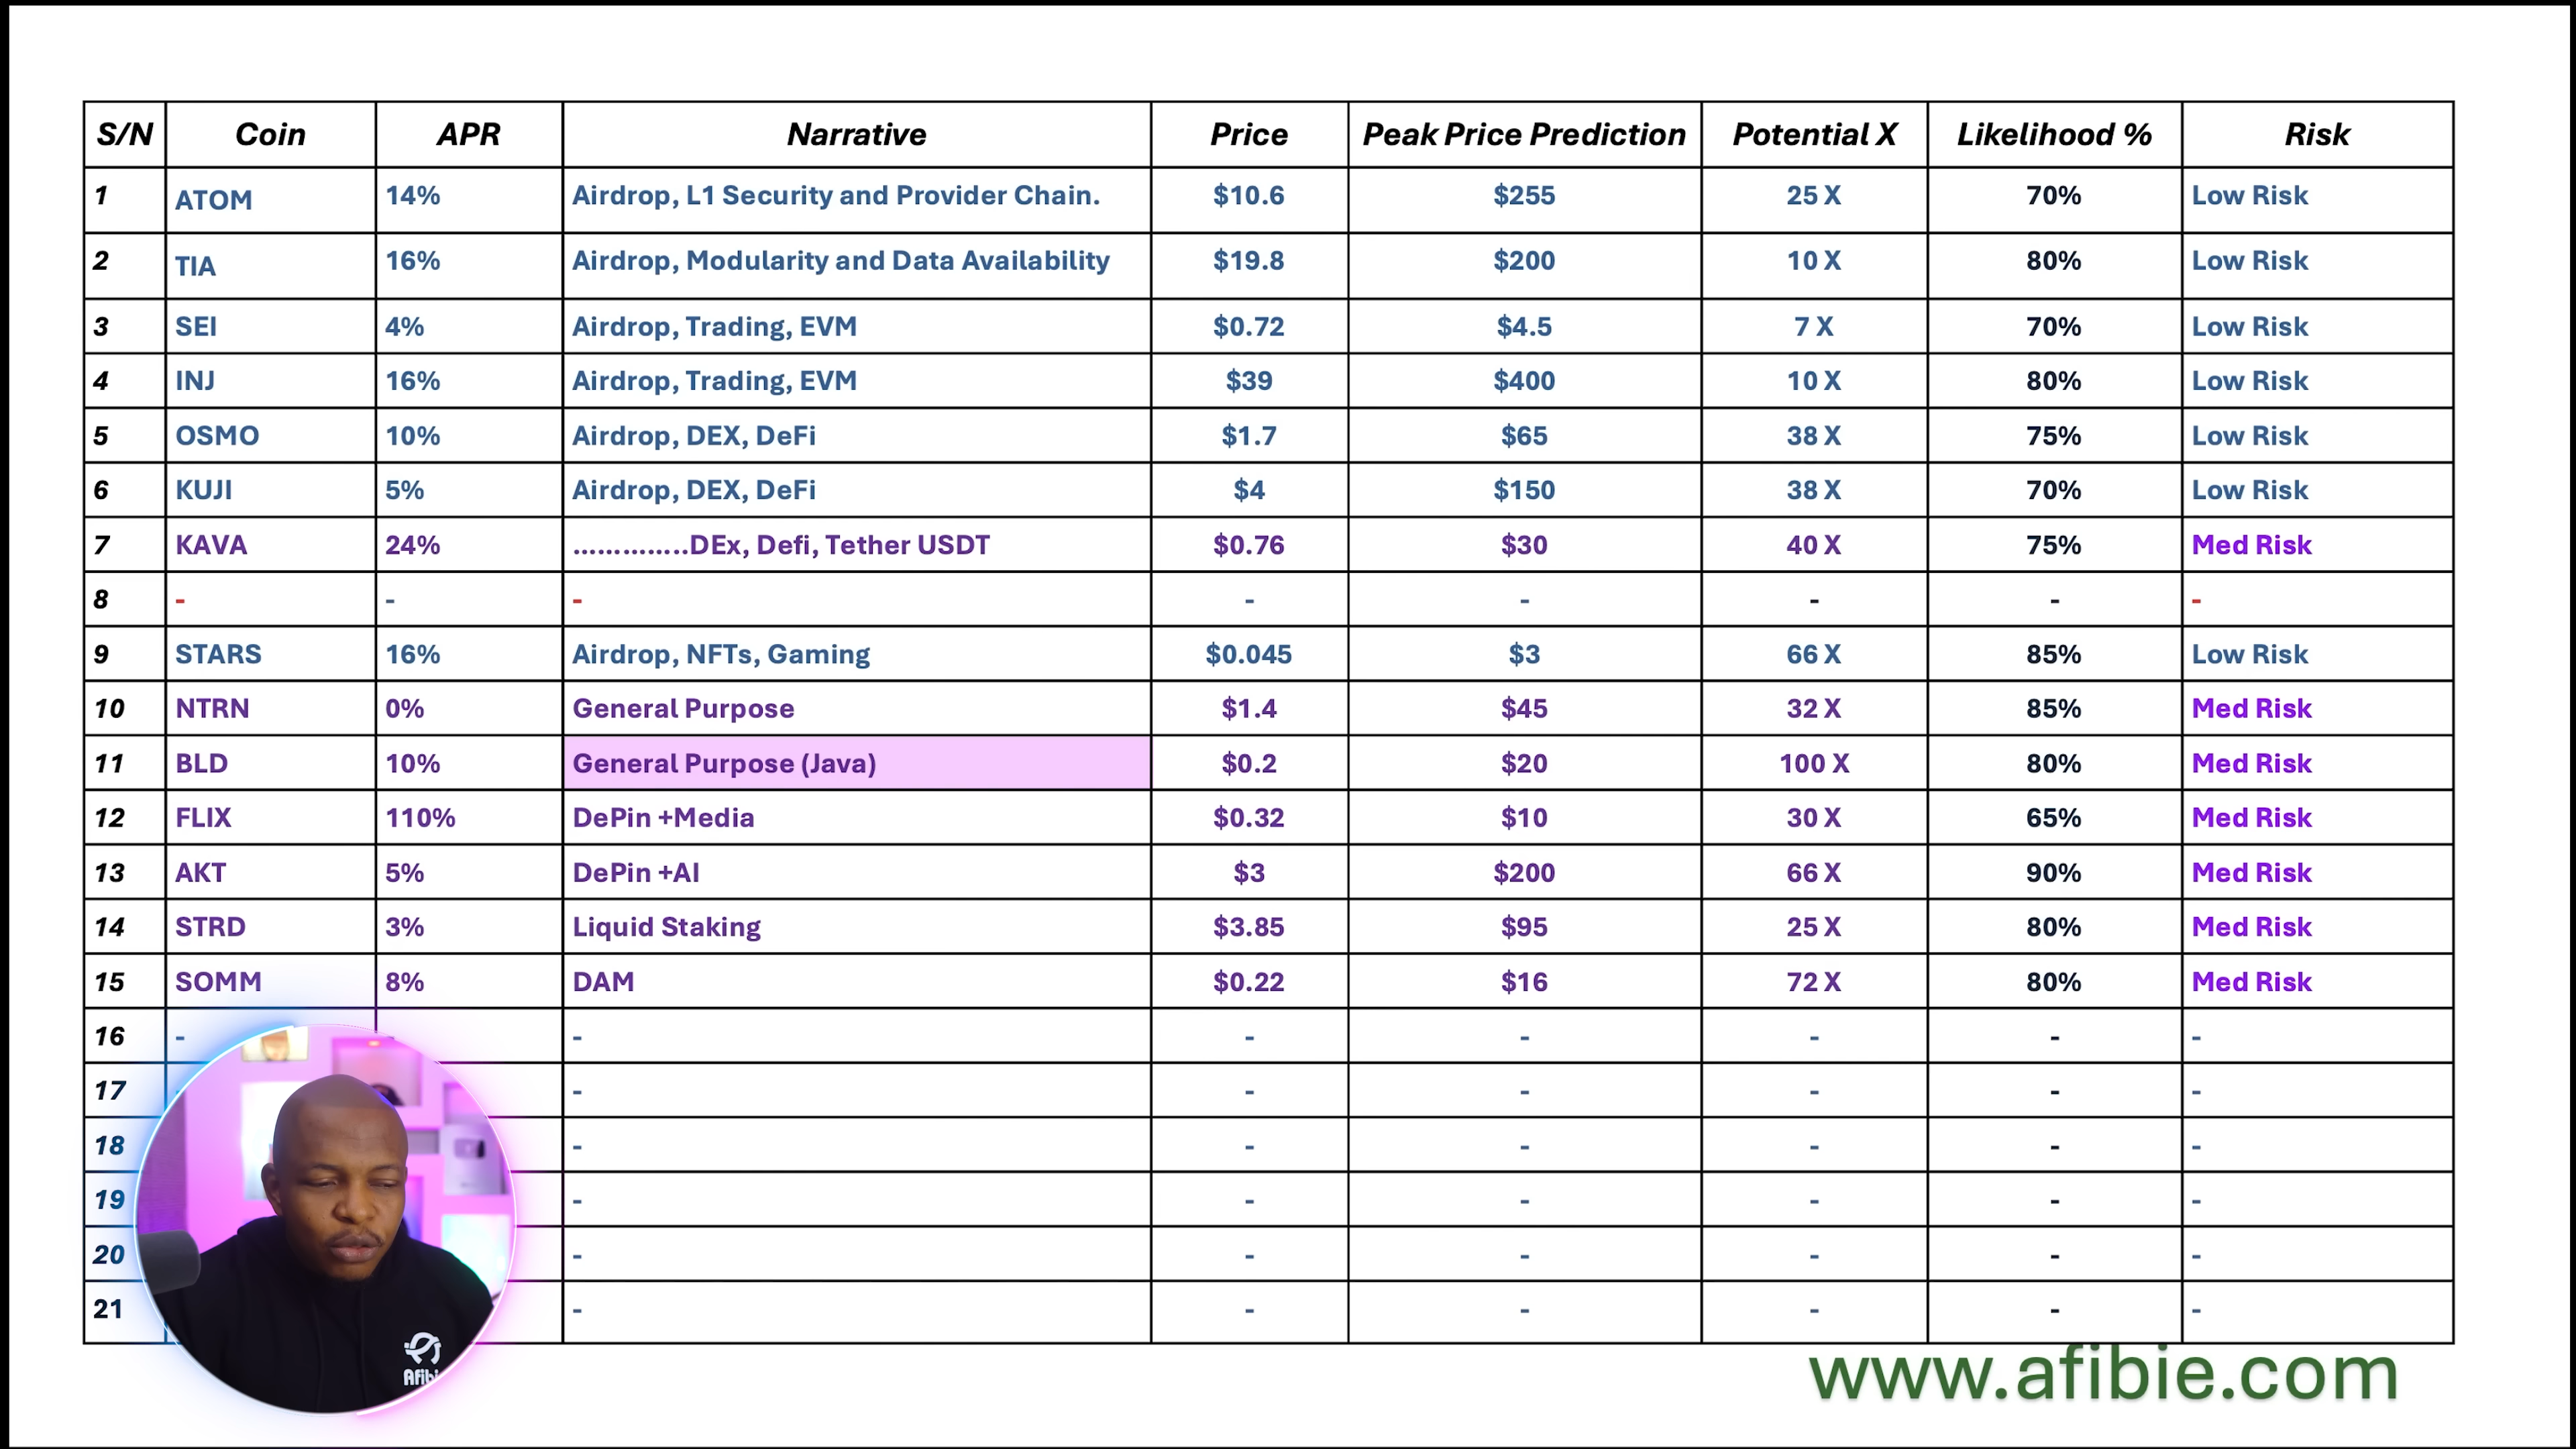 S/N Coin APR Narrative Price Peak Price Prediction Potential X Likelihood % Risk
1 ATOM 14% Airdrop, L1 Security and Provider Chain. $10.6 $255 25 X 70% Low Risk
2 TIA 16% Airdrop, Modularity and Data Availability $19.8 $200 10 X 80% Low Risk
3 SEI 4% Airdrop, Trading, EVM $0.72 $4.5 7 X 70% Low Risk
4 INJ 16% Airdrop, Trading, EVM $39 $400 10 X 80% Low Risk
5 OSMO 10% Airdrop, DEX, DeFi $1.7 $65 38 X 75% Low Risk
6 KUJI 5% Airdrop, DEX, DeFi $4 $150 38 X 70% Low Risk
7 KAVA 24% ..............DEx, Defi, Tether USDT $0.76 $30 40 X 75% Med Risk
8 - - - - - - - -
9 STARS 16% Airdrop, NFTs, Gaming $0.045 $3 66 X 85% Low Risk
10 NTRN 0% General Purpose $1.4 $45 32 X 85% Med Risk
11 BLD 10% General Purpose (Java) $0.2 $20 100 X 80% Med Risk
12 FLIX 110% DePin +Media $0.32 $10 30 X 65% Med Risk
13 AKT 5% DePin +AI $3 $200 66 X 90% Med Risk
14 STRD 3% Liquid Staking $3.85 $95 25 X 80% Med Risk
15 SOMM 8% DAM $0.22 $16 72 X 80% Med Risk
16 - - - - - - -
17 - - - - - -
18 - - - - - -
19 - - - - - -
20 - - - - - -
21 - - - - - -
www.afibie.com